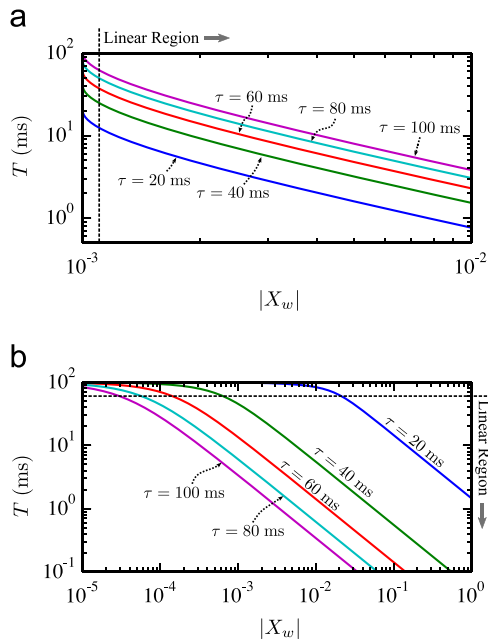 a
Linear Region
10^2
τ = 60 ms
τ = 80 ms
τ = 100 ms
10^1
T (ms)
τ = 20 ms
τ = 40 ms
10^0
10^-3
10^-2
|X_w|
b
10^2
τ = 20 ms
τ = 40 ms
Linear Region
10^1
τ = 60 ms
τ = 100 ms
T (ms)
10^0
τ = 80 ms
10^-1
10^-5
10^-4
10^-3
10^-2
10^-1
10^0
|X_w|